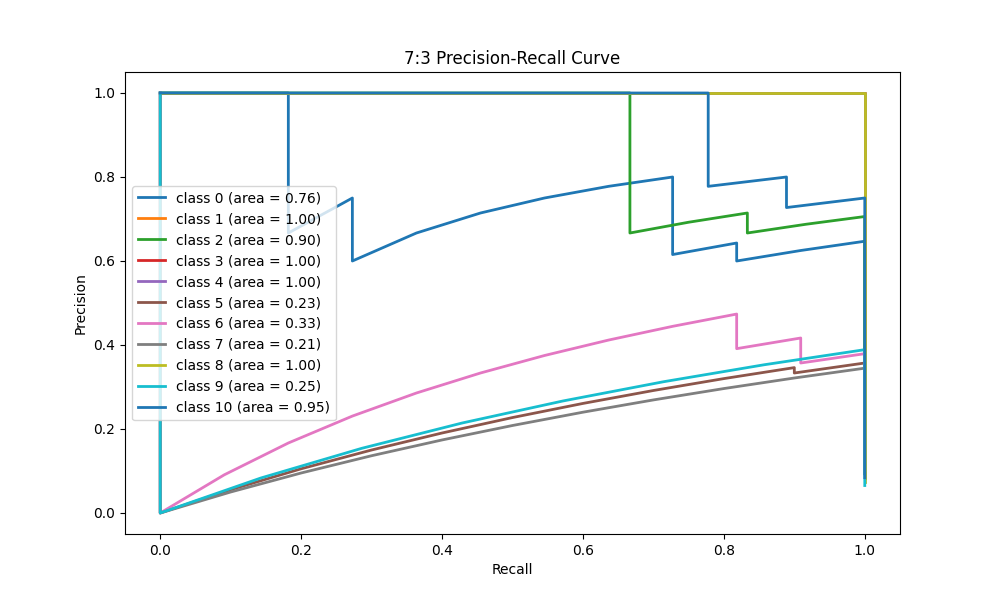 7:3 Precision-Recall Curve
1.0
0.8
0.6
0.4
0.2
0.0
Precision
class 0 (area = 0.76)
class 1 (area = 1.00)
class 2 (area = 0.90)
class 3 (area = 1.00)
class 4 (area = 1.00)
class 5 (area = 0.23)
class 6 (area = 0.33)
class 7 (area = 0.21)
class 8 (area = 1.00)
class 9 (area = 0.25)
class 10 (area = 0.95)
0.0 0.2 0.4 0.6 0.8 1.0
Recall